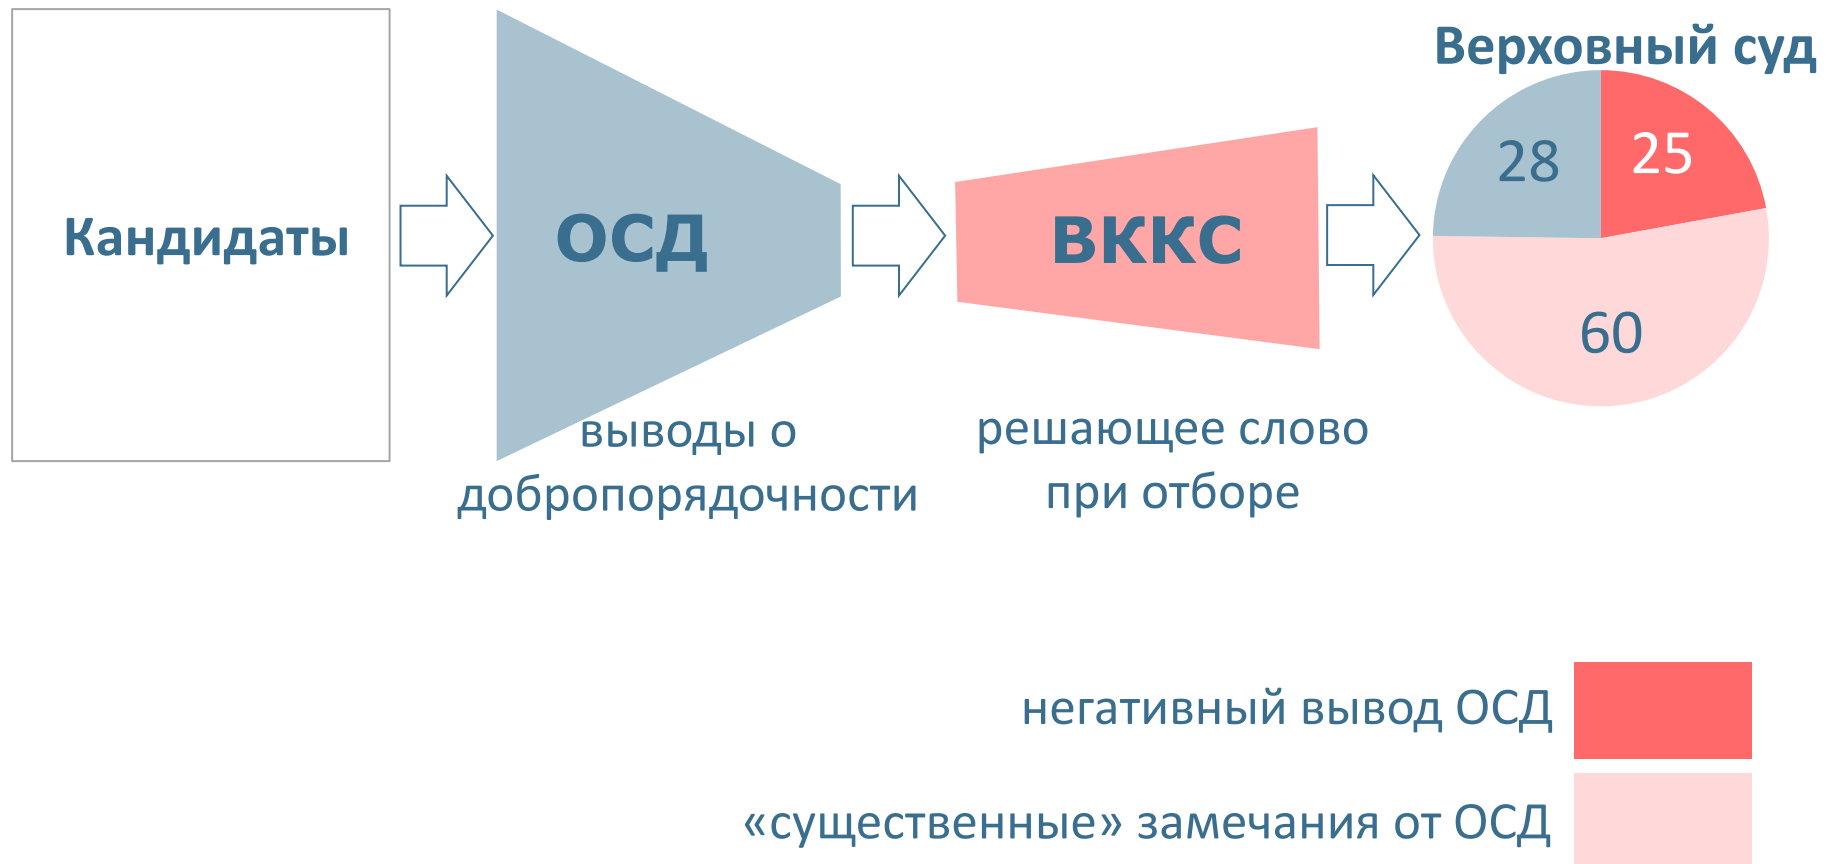 Верховный суд
28
25
Кандидаты
ОСД
ВККС
60
выводы о
добропорядочности
решающее слово
при отборе
негативный вывод ОСД
«существенные» замечания от ОСД